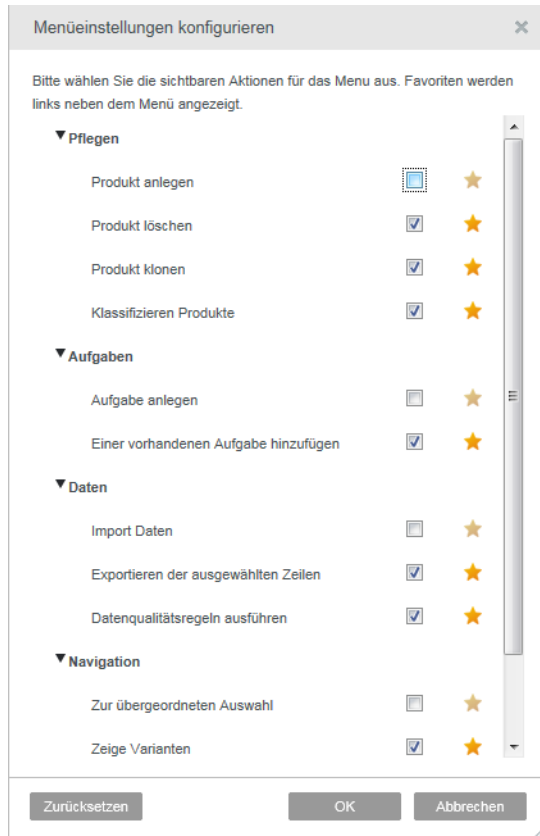 Menüeinstellungen konfigurieren
Bitte wählen Sie die sichtbaren Aktionen für das Menu aus. Favoriten werden
links neben dem Menü angezeigt.
Pflegen
Produkt anlegen
Produkt löschen
Produkt klonen
Klassifizieren Produkte
Aufgaben
Aufgabe anlegen
Einer vorhandenen Aufgabe hinzufügen
Daten
Import Daten
Exportieren der ausgewählten Zeilen
Datenqualitätsregeln ausführen
Navigation
Zur übergeordneten Auswahl
Zeige Varianten
Zurücksetzen OK Abbrechen